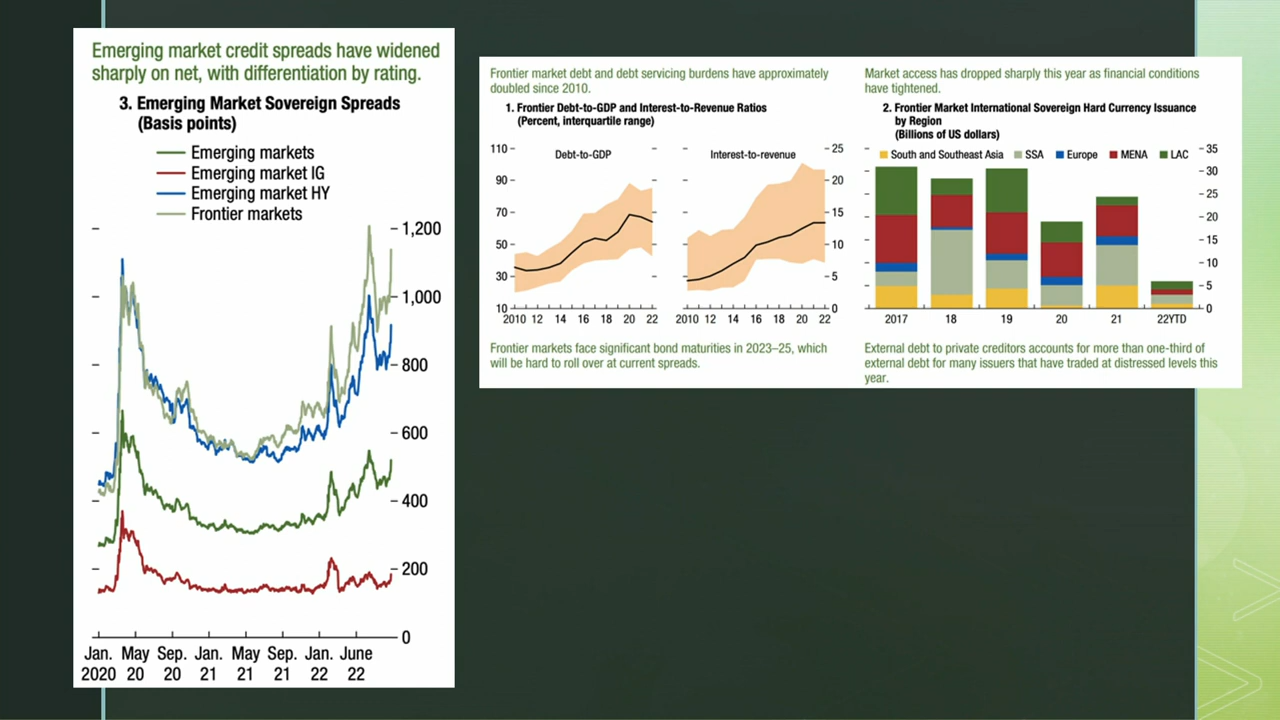 Emerging market credit spreads have widened
sharply on net, with differentiation by rating.
3. Emerging Market Sovereign Spreads
(Basis points)
Emerging markets
Emerging market IG
Emerging market HY
Frontier markets
1,200
1,000
800
600
400
200
0
Jan. May Sep. Jan. May Sep. Jan. June
2020 20 20 21 21 21 22 22
Frontier market debt and debt servicing burdens have approximately
doubled since 2010.
1. Frontier Debt-to-GDP and Interest-to-Revenue Ratios
(Percent, interquartile range)
110 Debt-to-GDP Interest-to-revenue 25
90 20
70 15
50 10
30 5
10 0
2010 12 14 16 18 20 22 2010 12 14 16 18 20 22
Frontier markets face significant bond maturities in 2023–25, which
will be hard to roll over at current spreads.
Market access has dropped sharply this year as financial conditions
have tightened.
2. Frontier Market International Sovereign Hard Currency Issuance
by Region
(Billions of US dollars)
South and Southeast Asia SSA Europe MENA LAC 35
30
25
20
15
10
5
0
2017 18 19 20 21 22YTD
External debt to private creditors accounts for more than one-third of
external debt for many issuers that have traded at distressed levels this
year.